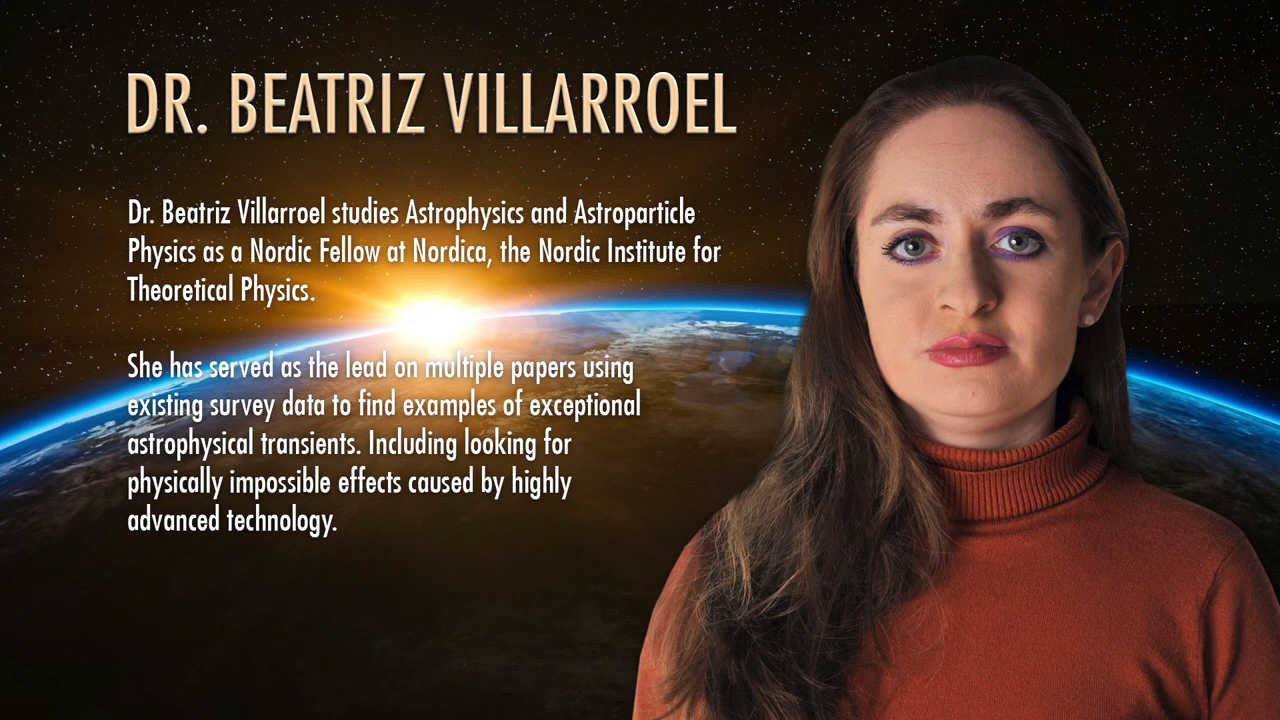 DR. BEATRIZ VILLARROEL
Dr. Beatriz Villarroel studies Astrophysics and Astroparticle
Physics as a Nordic Fellow at Nordica, the Nordic Institute for
Theoretical Physics.
She has served as the lead on multiple papers using
existing survey data to find examples of exceptional
astrophysical transients. Including looking for
physically impossible effects caused by highly
advanced technology.